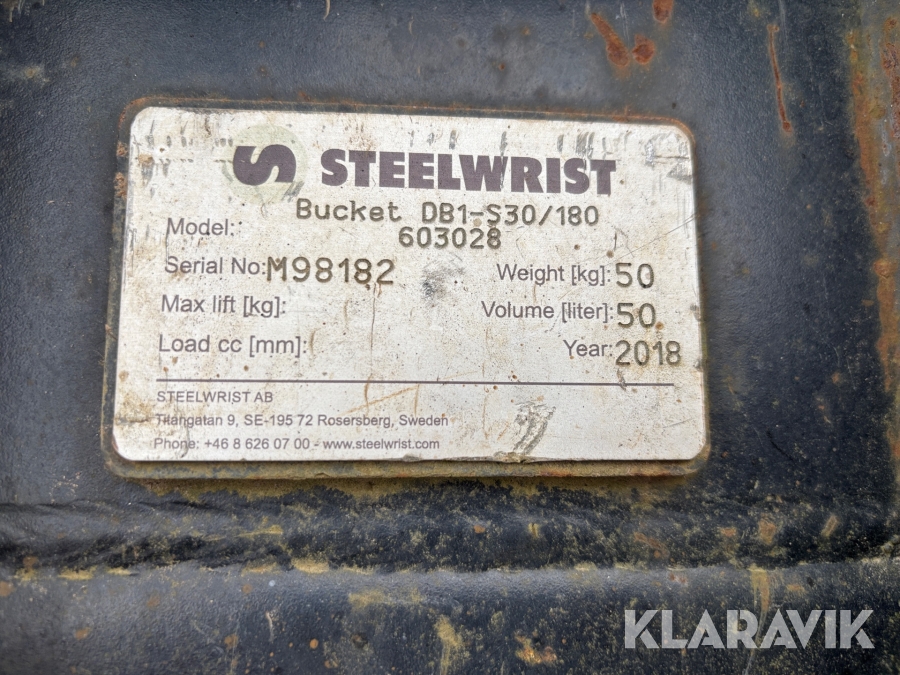 STEELWRIST
Bucket DB1-S30/180
Model: 603028
Serial No: M98182 Weight [kg]: 50
Max lift [kg]: Volume [liter]: 50
Load cc [mm]: Year: 2018
STEELWRIST AB
Tilangatan 9, SE-195 72 Rosersberg, Sweden
Phone: +46 8 626 07 00 - www.steelwrist.com
KLARAVIK